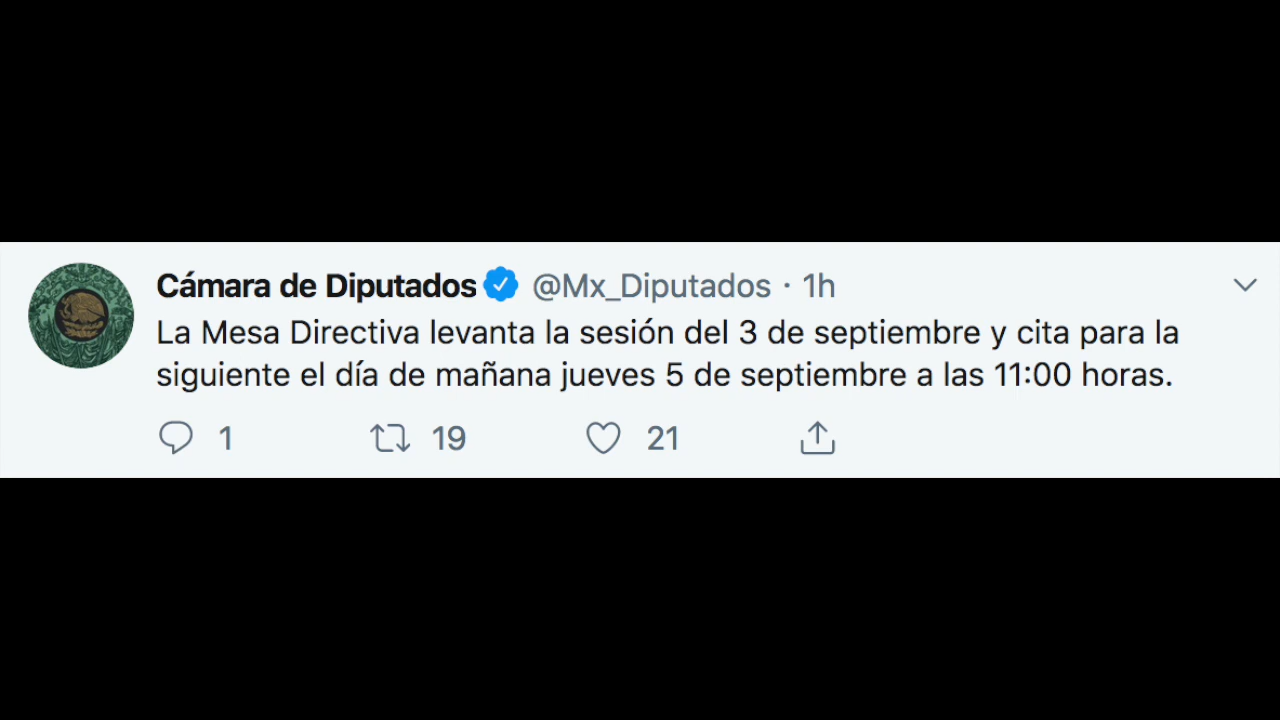 Cámara de Diputados @Mx_Diputados · 1h
La Mesa Directiva levanta la sesión del 3 de septiembre y cita para la
siguiente el día de mañana jueves 5 de septiembre a las 11:00 horas.
1 19 21